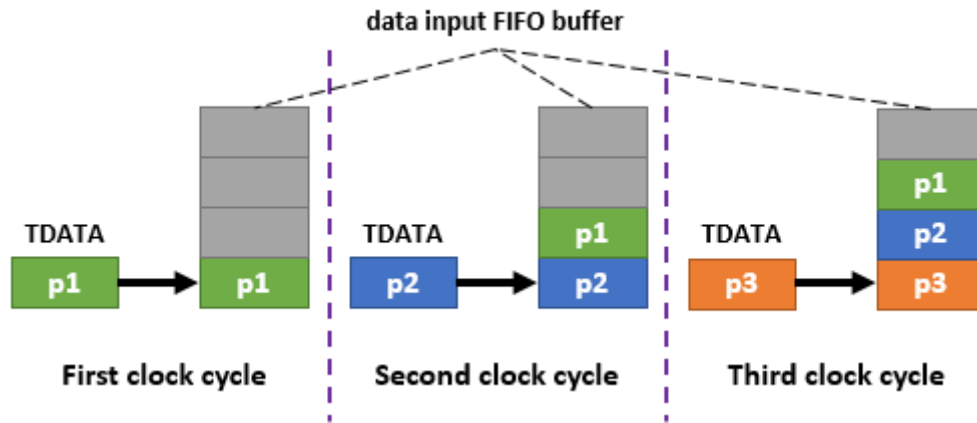 data input FIFO buffer
TDATA
p1
p1
First clock cycle
TDATA
p2
p1
p2
Second clock cycle
TDATA
p3
p1
p2
p3
Third clock cycle